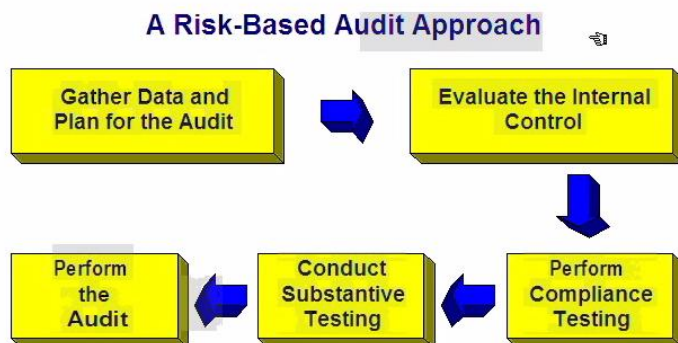 A Risk-Based Audit Approach
Gather Data and
Plan for the Audit
Evaluate the Internal
Control
Perform
Compliance
Testing
Conduct
Substantive
Testing
Perform
the
Audit